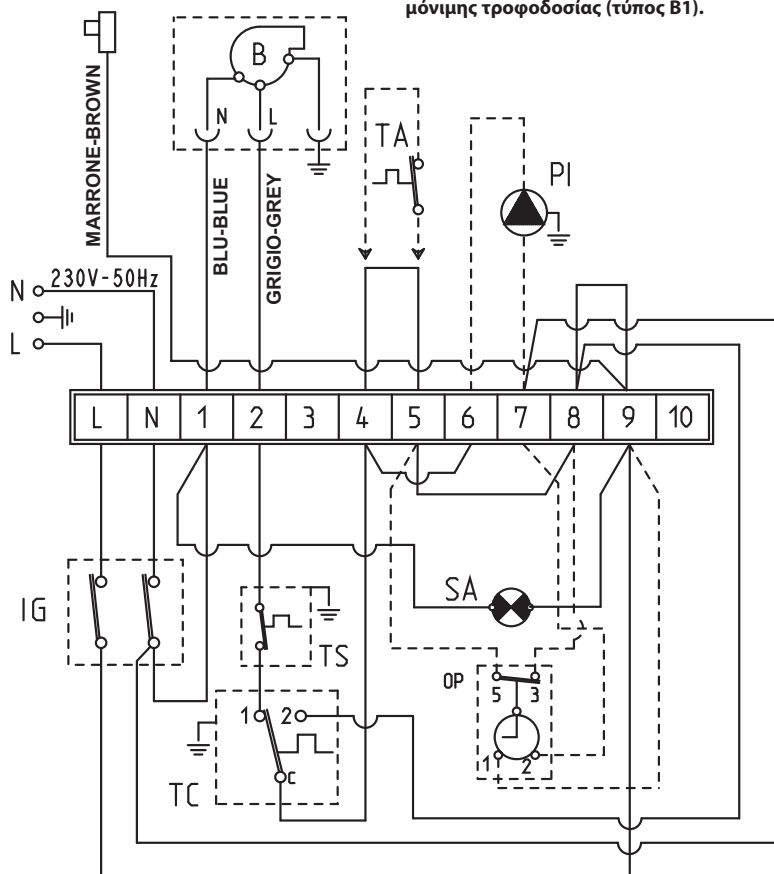 μόνιμης τροφοδοσίας (τύπος B1).
MARRONE-BROWN
B
N L
BLU-BLUE
GRIGIO-GREY
TA
PI
N 230V-50Hz
L
L N 1 2 3 4 5 6 7 8 9 10
IG
SA
TS
OP
5 3
1 2
1 2
C
TC